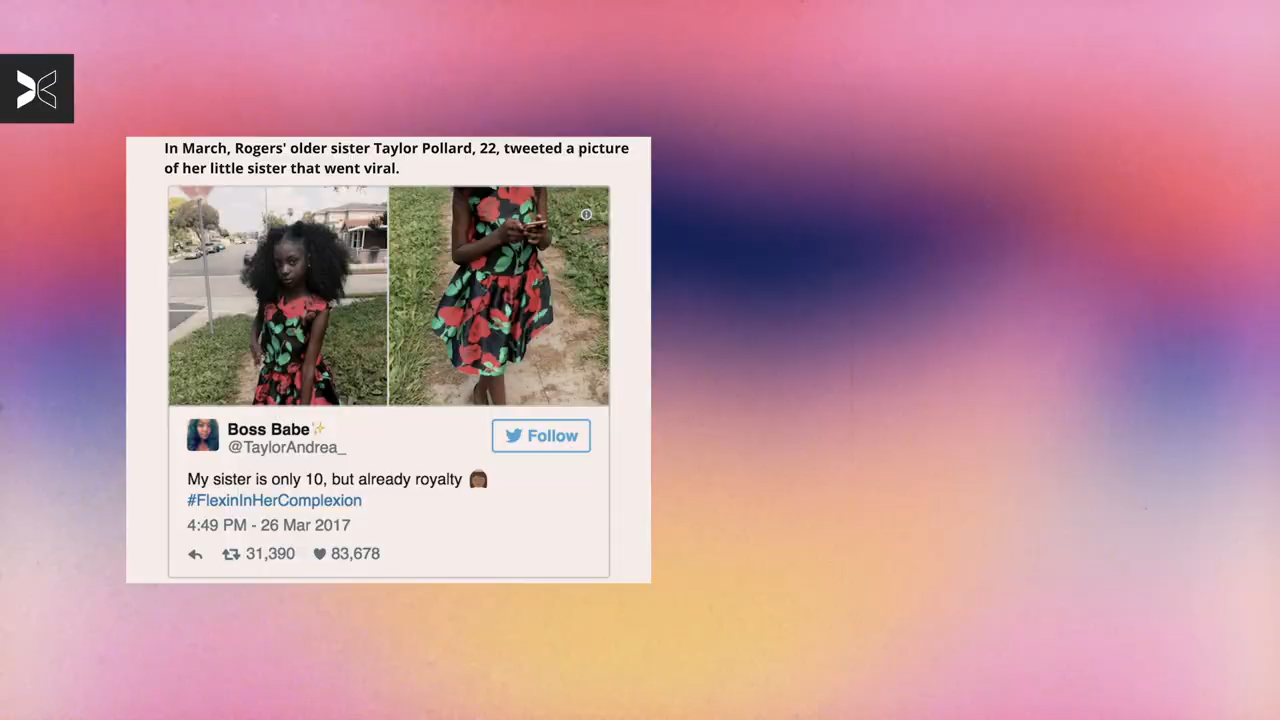 In March, Rogers' older sister Taylor Pollard, 22, tweeted a picture
of her little sister that went viral.
Boss Babe✨
@TaylorAndrea_
Follow
My sister is only 10, but already royalty
#FlexinInHerComplexion
4:49 PM - 26 Mar 2017
31,390 83,678